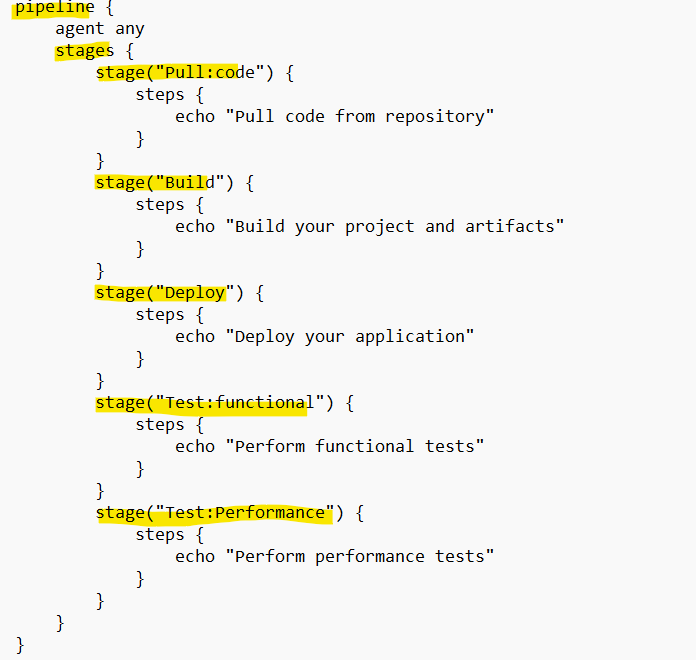 pipeline {
    agent any
    stages {
        stage("Pull:code") {
            steps {
                echo "Pull code from repository"
            }
        }
        stage("Build") {
            steps {
                echo "Build your project and artifacts"
            }
        }
        stage("Deploy") {
            steps {
                echo "Deploy your application"
            }
        }
        stage("Test:functional") {
            steps {
                echo "Perform functional tests"
            }
        }
        stage("Test:Performance") {
            steps {
                echo "Perform performance tests"
            }
        }
    }
}